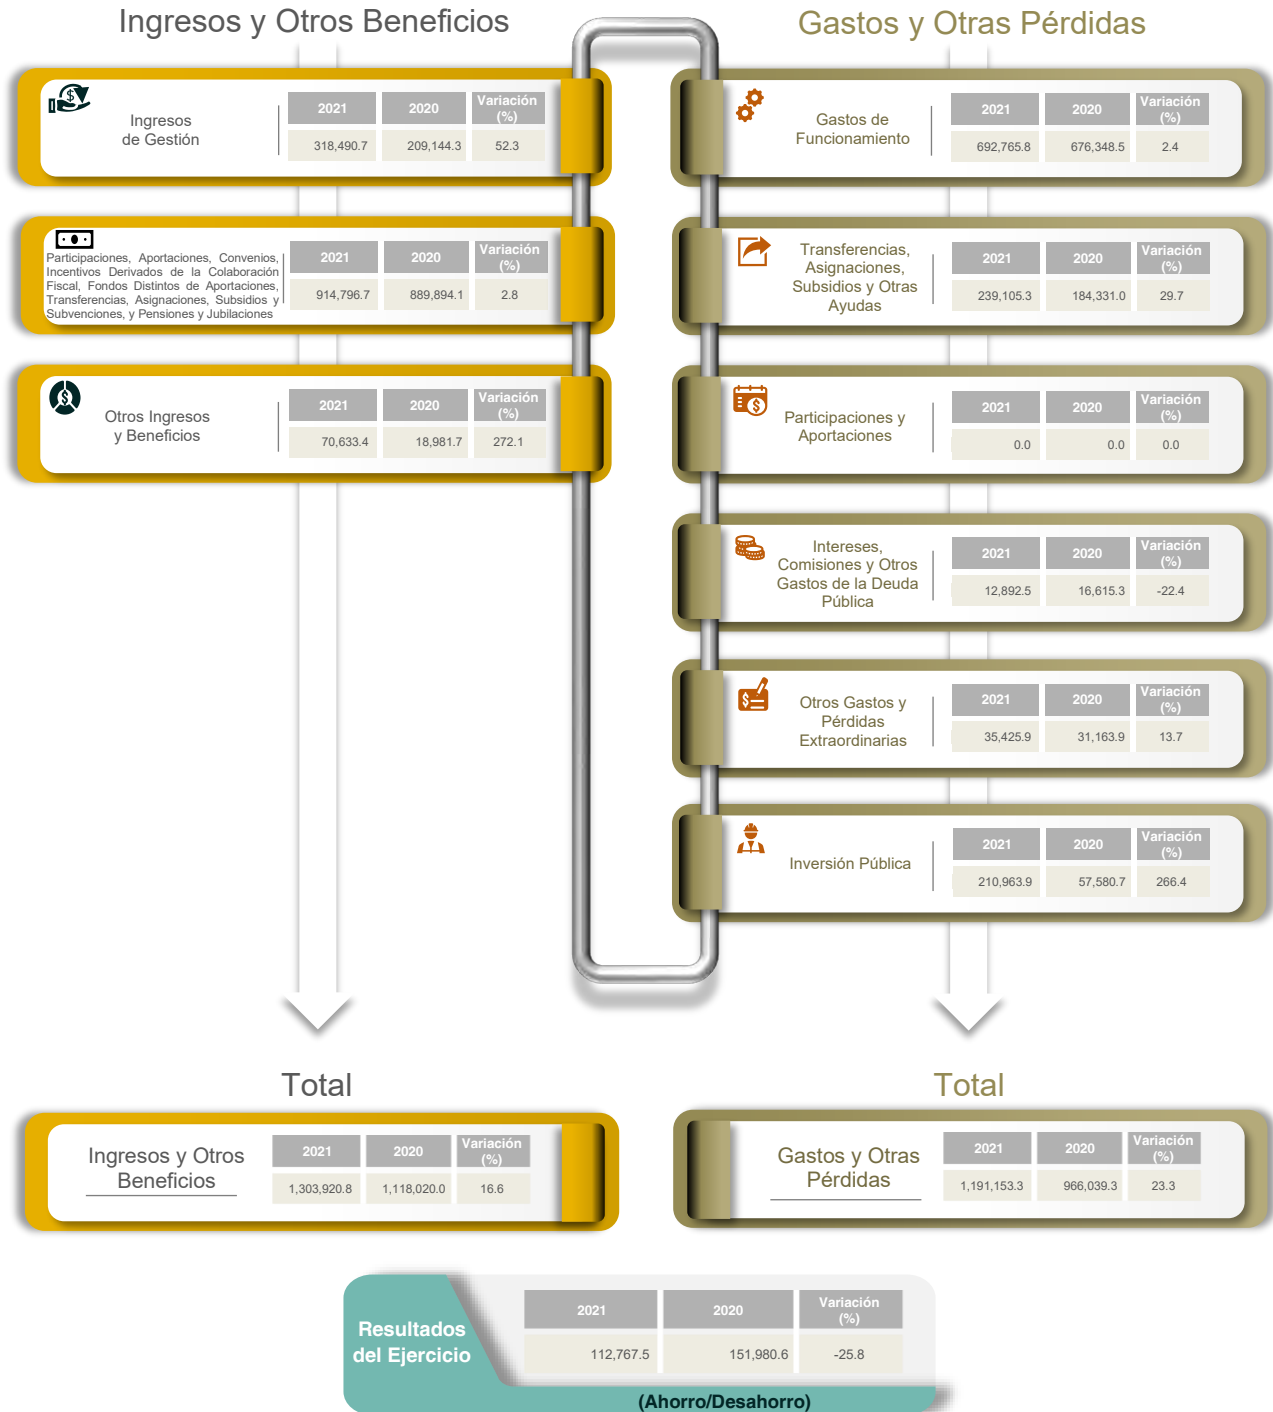 Ingresos y Otros Beneficios
2021 2020 Variación (%)
Ingresos
de Gestión
318,490.7 209,144.3 52.3
Participaciones, Aportaciones, Convenios,
Incentivos Derivados de la Colaboración
Fiscal, Fondos Distintos de Aportaciones,
Transferencias, Asignaciones, Subsidios y
Subvenciones, y Pensiones y Jubilaciones
2021 2020 Variación (%)
914,796.7 889,894.1 2.8
Otros Ingresos
y Beneficios
2021 2020 Variación (%)
70,633.4 18,981.7 272.1
Gastos y Otras Pérdidas
Gastos de
Funcionamiento
2021 2020 Variación (%)
692,765.8 676,348.5 2.4
Transferencias,
Asignaciones,
Subsidios y Otras
Ayudas
2021 2020 Variación (%)
239,105.3 184,331.0 29.7
Participaciones y
Aportaciones
2021 2020 Variación (%)
0.0 0.0 0.0
Intereses,
Comisiones y Otros
Gastos de la Deuda
Pública
2021 2020 Variación (%)
12,892.5 16,615.3 -22.4
Otros Gastos y
Pérdidas
Extraordinarias
2021 2020 Variación (%)
35,425.9 31,163.9 13.7
Inversión Pública
2021 2020 Variación (%)
210,963.9 57,580.7 266.4
Total
Ingresos y Otros
Beneficios
2021 2020 Variación (%)
1,303,920.8 1,118,020.0 16.6
Total
Gastos y Otras
Pérdidas
2021 2020 Variación (%)
1,191,153.3 966,039.3 23.3
Resultados
del Ejercicio
2021 2020 Variación (%)
112,767.5 151,980.6 -25.8
(Ahorro/Desahorro)